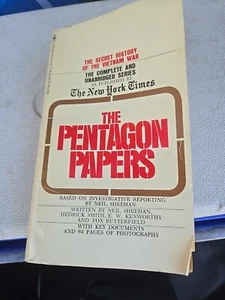 THE SECRET HISTORY
OF THE VIETNAM WAR
THE COMPLETE AND
UNABRIDGED SERIES
AS PUBLISHED BY
The New York Times
THE
PENTAGON
PAPERS
BASED ON INVESTIGATIVE REPORTING
BY NEIL SHEEHAN
WRITTEN BY NEIL SHEEHAN,
HEDRICK SMITH, E. W. KENWORTHY
AND FOX BUTTERFIELD
WITH KEY DOCUMENTS
AND 64 PAGES OF PHOTOGRAPHS